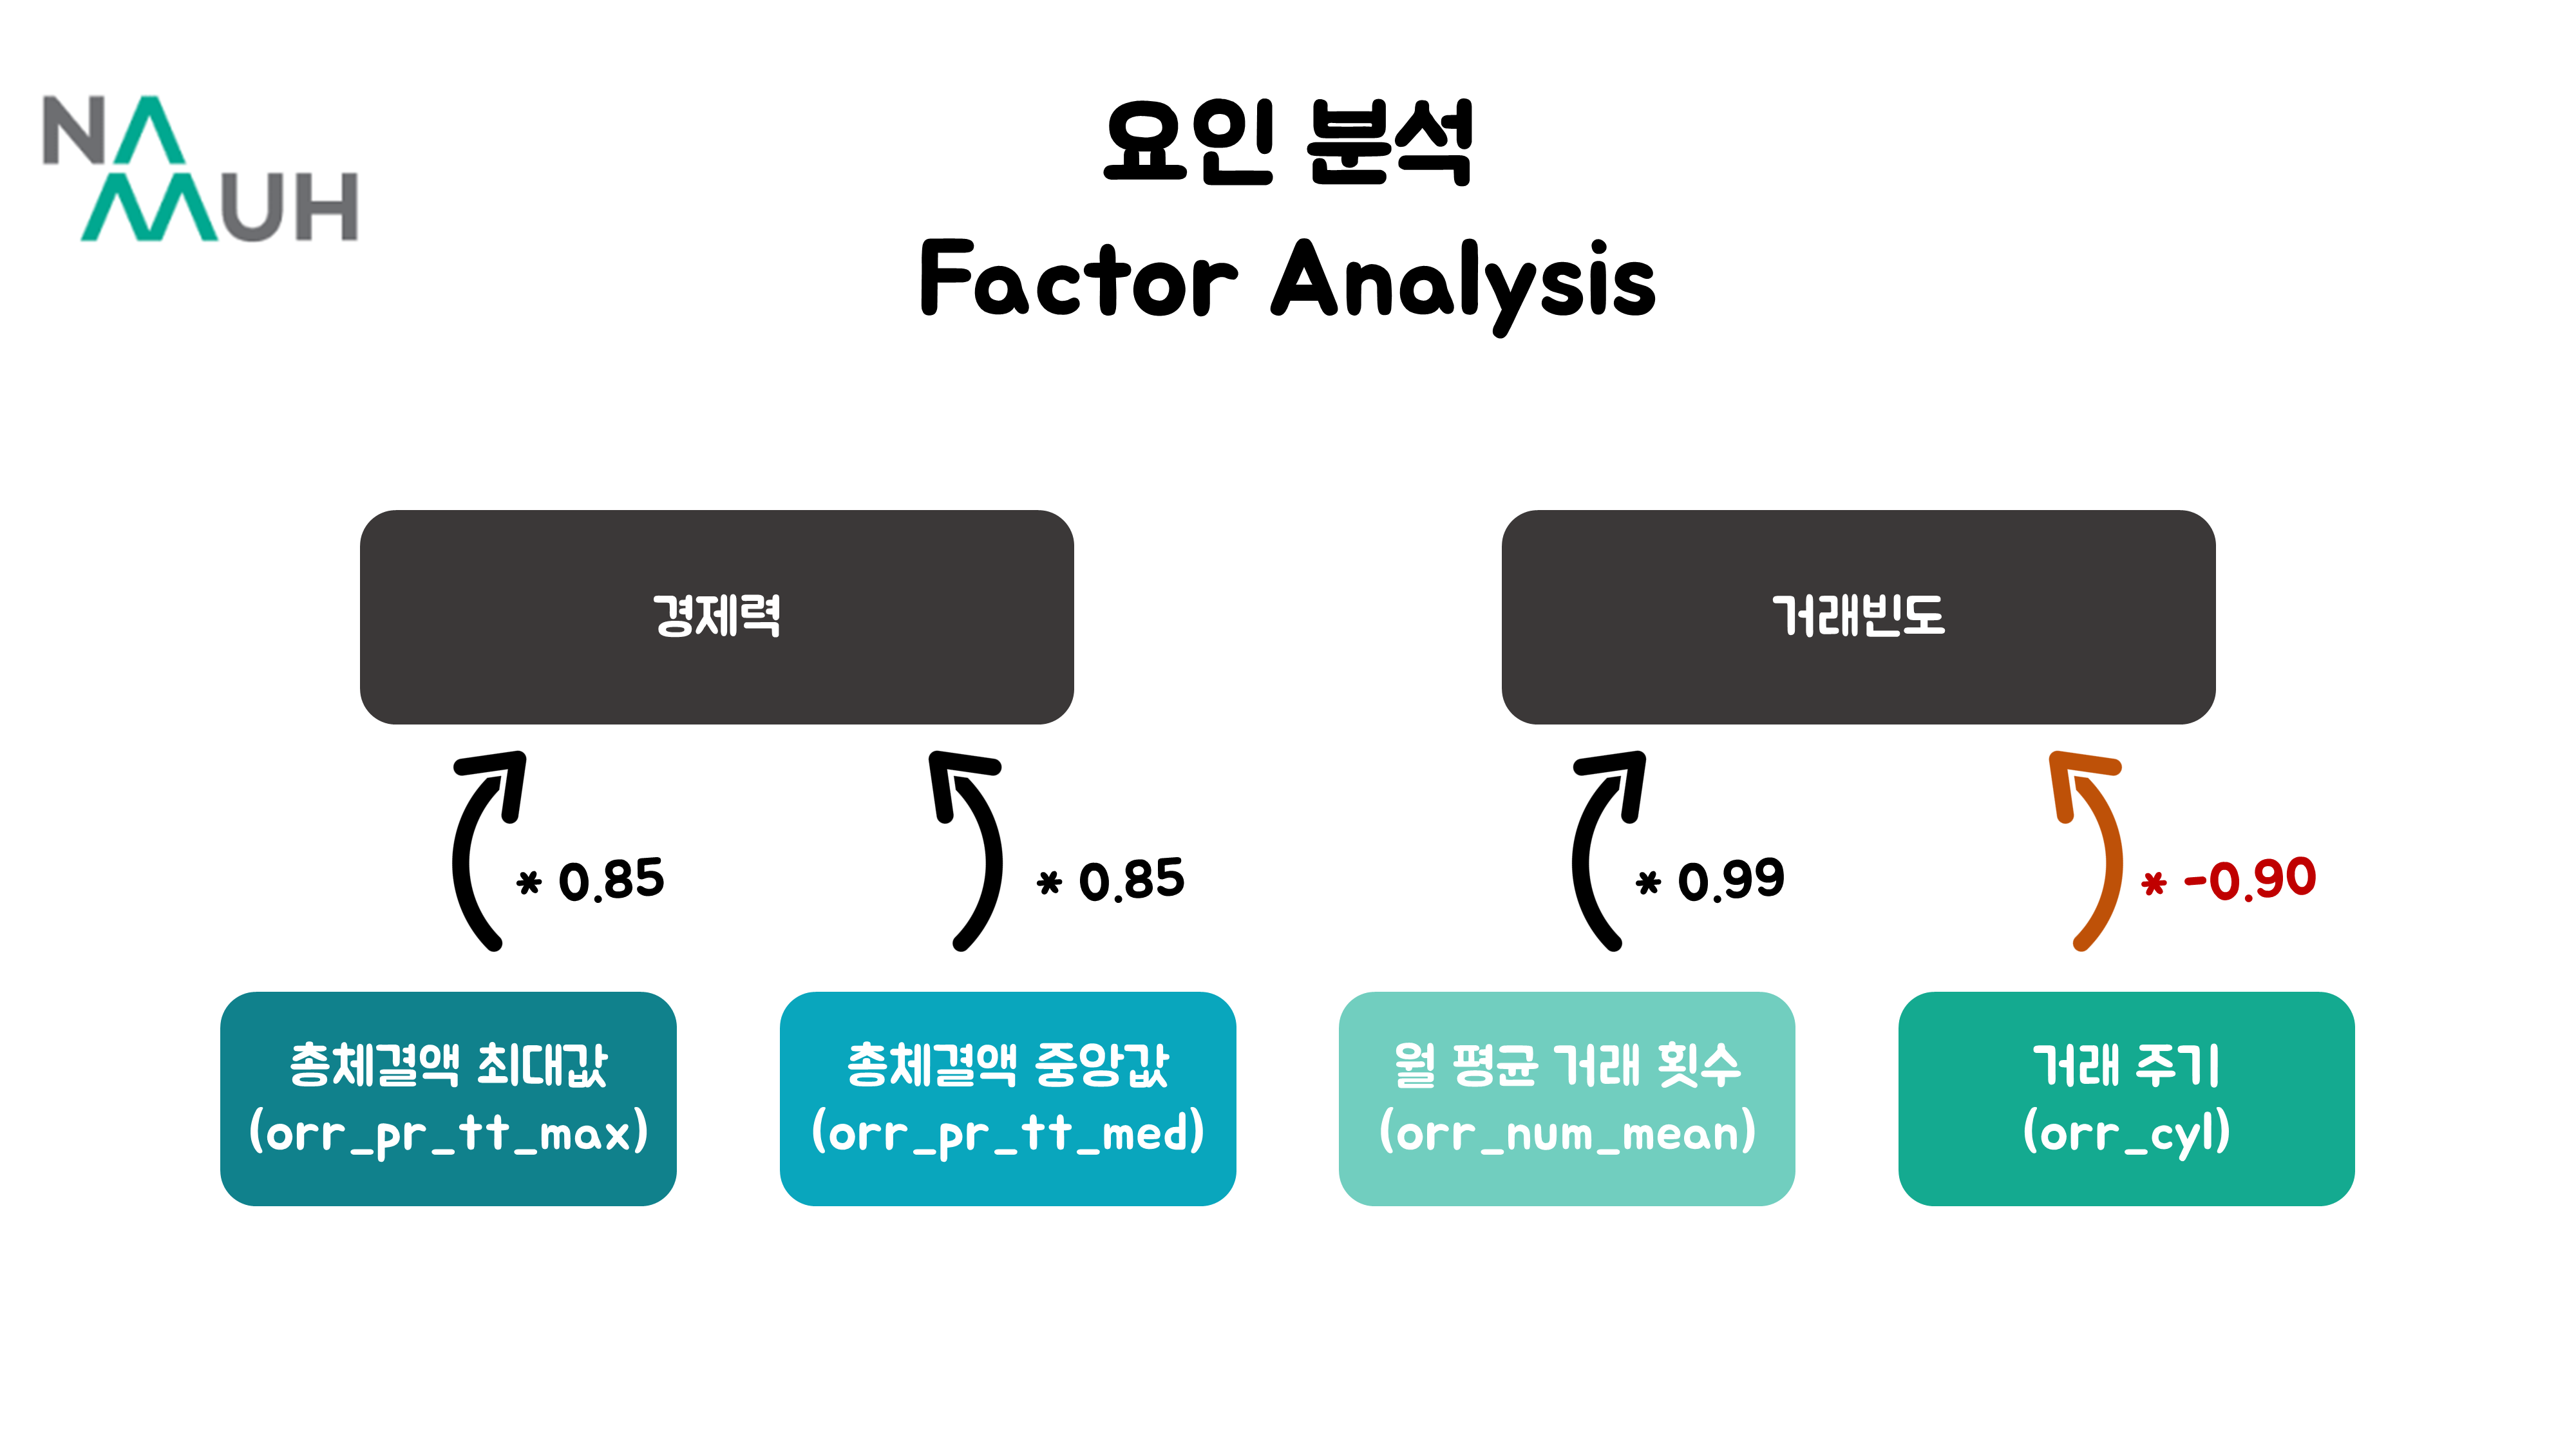 NA
MUH
요인 분석
Factor Analysis
경제력
거래빈도
* 0.85
* 0.85
* 0.99
* -0.90
총체결액 최대값
(orr_pr_tt_max)
총체결액 중앙값
(orr_pr_tt_med)
월 평균 거래 횟수
(orr_num_mean)
거래 주기
(orr_cyl)